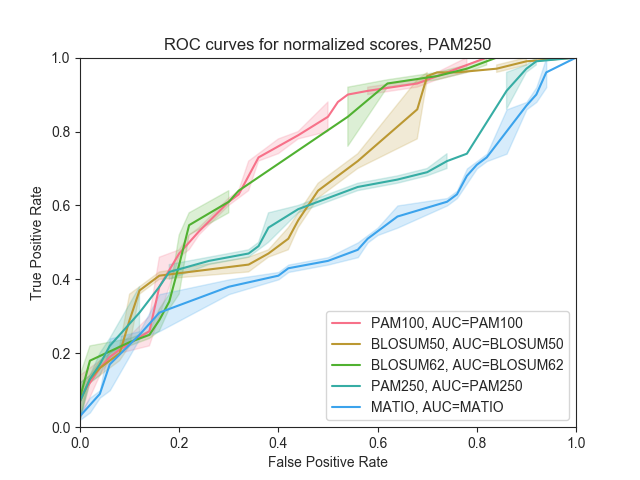 ROC curves for normalized scores, PAM250
True Positive Rate
1.0
0.8
0.6
0.4
0.2
0.0
0.0 0.2 0.4 0.6 0.8 1.0
False Positive Rate
PAM100, AUC=PAM100
BLOSUM50, AUC=BLOSUM50
BLOSUM62, AUC=BLOSUM62
PAM250, AUC=PAM250
MATIO, AUC=MATIO